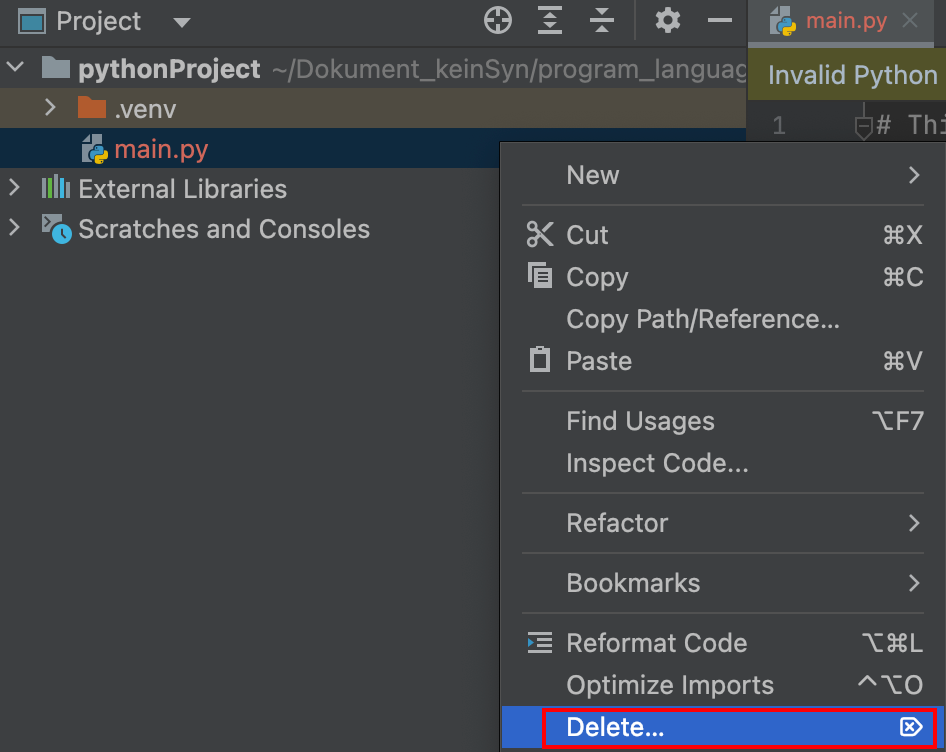 Project
main.py
pythonProject ~/Dokument_keinSyn/program_languag
Invalid Python
.venv
1 # Thi
main.py
External Libraries
Scratches and Consoles
New
Cut ⌘X
Copy ⌘C
Copy Path/Reference...
Paste ⌘V
Find Usages ⌥F7
Inspect Code...
Refactor
Bookmarks
Reformat Code ⌥⌘L
Optimize Imports ^⌥O
Delete... ⌦